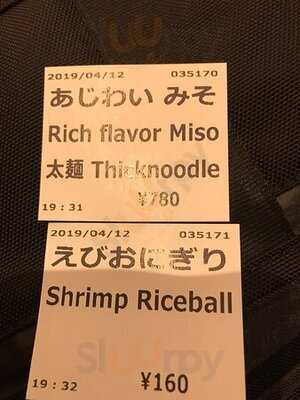 2019/04/12 035170
あじわい みそ
Rich flavor Miso
太麺 Thicknoodle
¥780
19:31
2019/04/12 035171
えびおにぎり
Shrimp Riceball
19:32 ¥160
slurrpy